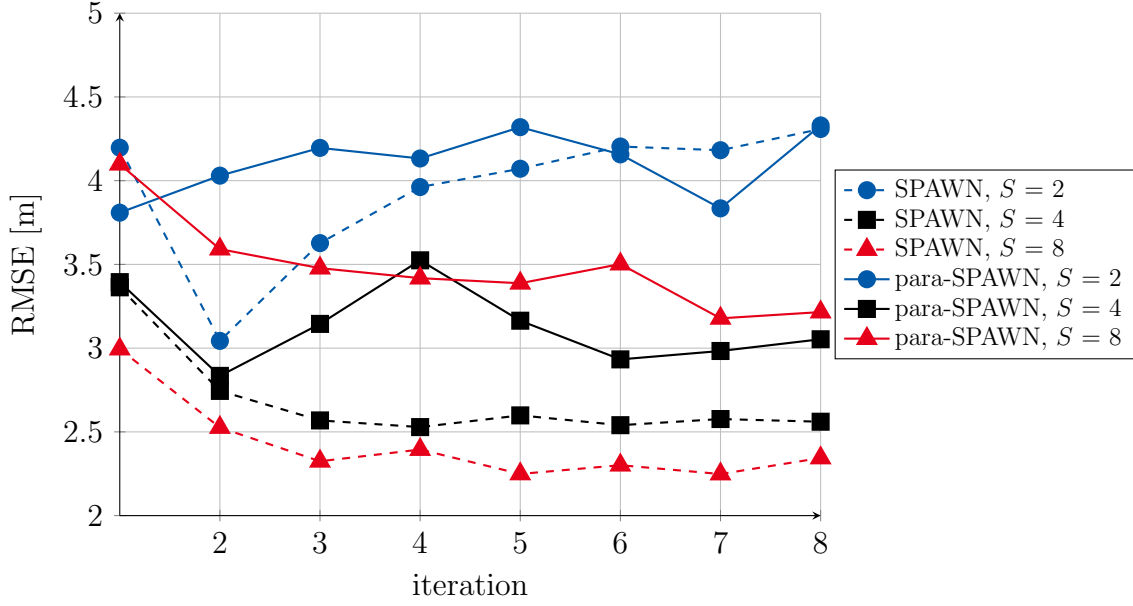 5
4.5
4
3.5
3
2.5
2
RMSE [m]
2 3 4 5 6 7 8
iteration
SPAWN, S = 2
SPAWN, S = 4
SPAWN, S = 8
para-SPAWN, S = 2
para-SPAWN, S = 4
para-SPAWN, S = 8